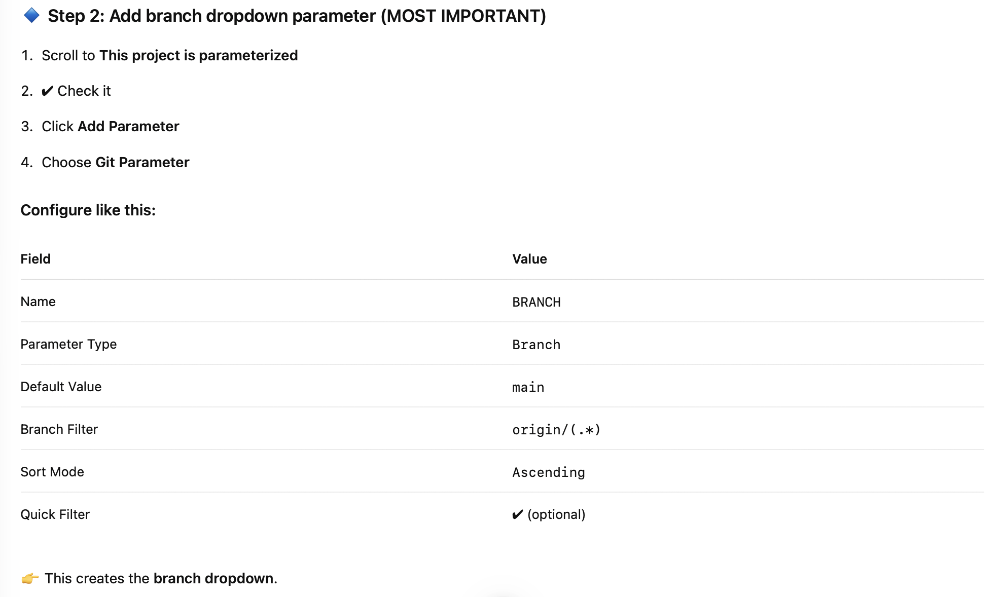 🔷 Step 2: Add branch dropdown parameter (MOST IMPORTANT)
1. Scroll to This project is parameterized
2. ✔ Check it
3. Click Add Parameter
4. Choose Git Parameter
Configure like this:
Field Value
Name BRANCH
Parameter Type Branch
Default Value main
Branch Filter origin/(.*)
Sort Mode Ascending
Quick Filter ✔ (optional)
👉 This creates the branch dropdown.